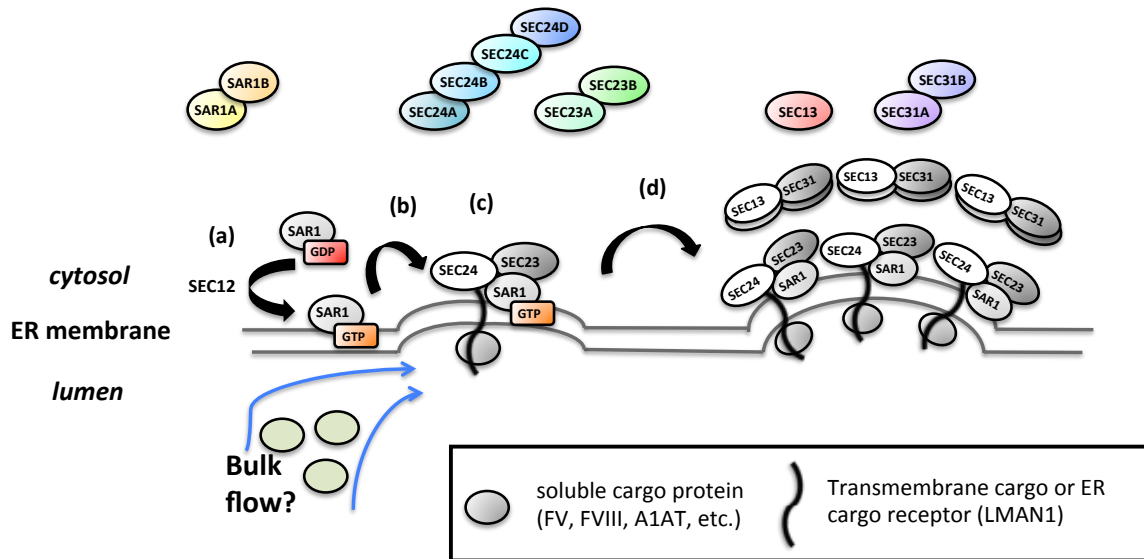 SEC24D
SEC24C
SEC24B
SEC24A
SAR1B
SAR1A
SEC23B
SEC23A
SEC13
SEC31B
SEC31A
(a)
(b)
(c)
(d)
SAR1
GDP
SEC12
SAR1
GTP
SEC24
SEC23
SAR1
GTP
SEC13
SEC31
SEC13
SEC31
SEC13
SEC31
SEC24
SEC23
SAR1
SEC24
SEC23
SAR1
SEC24
SEC23
SAR1
cytosol
ER membrane
lumen
Bulk
flow?
soluble cargo protein
(FV, FVIII, A1AT, etc.)
Transmembrane cargo or ER
cargo receptor (LMAN1)